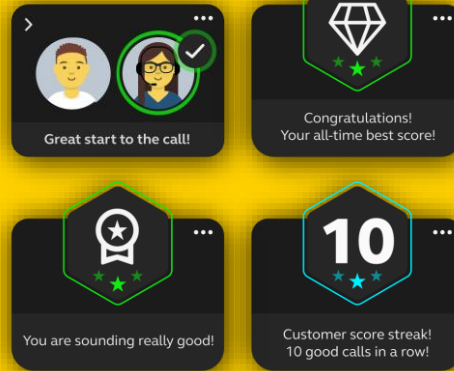 Great start to the call!
Congratulations!
Your all-time best score!
You are sounding really good!
10
Customer score streak!
10 good calls in a row!